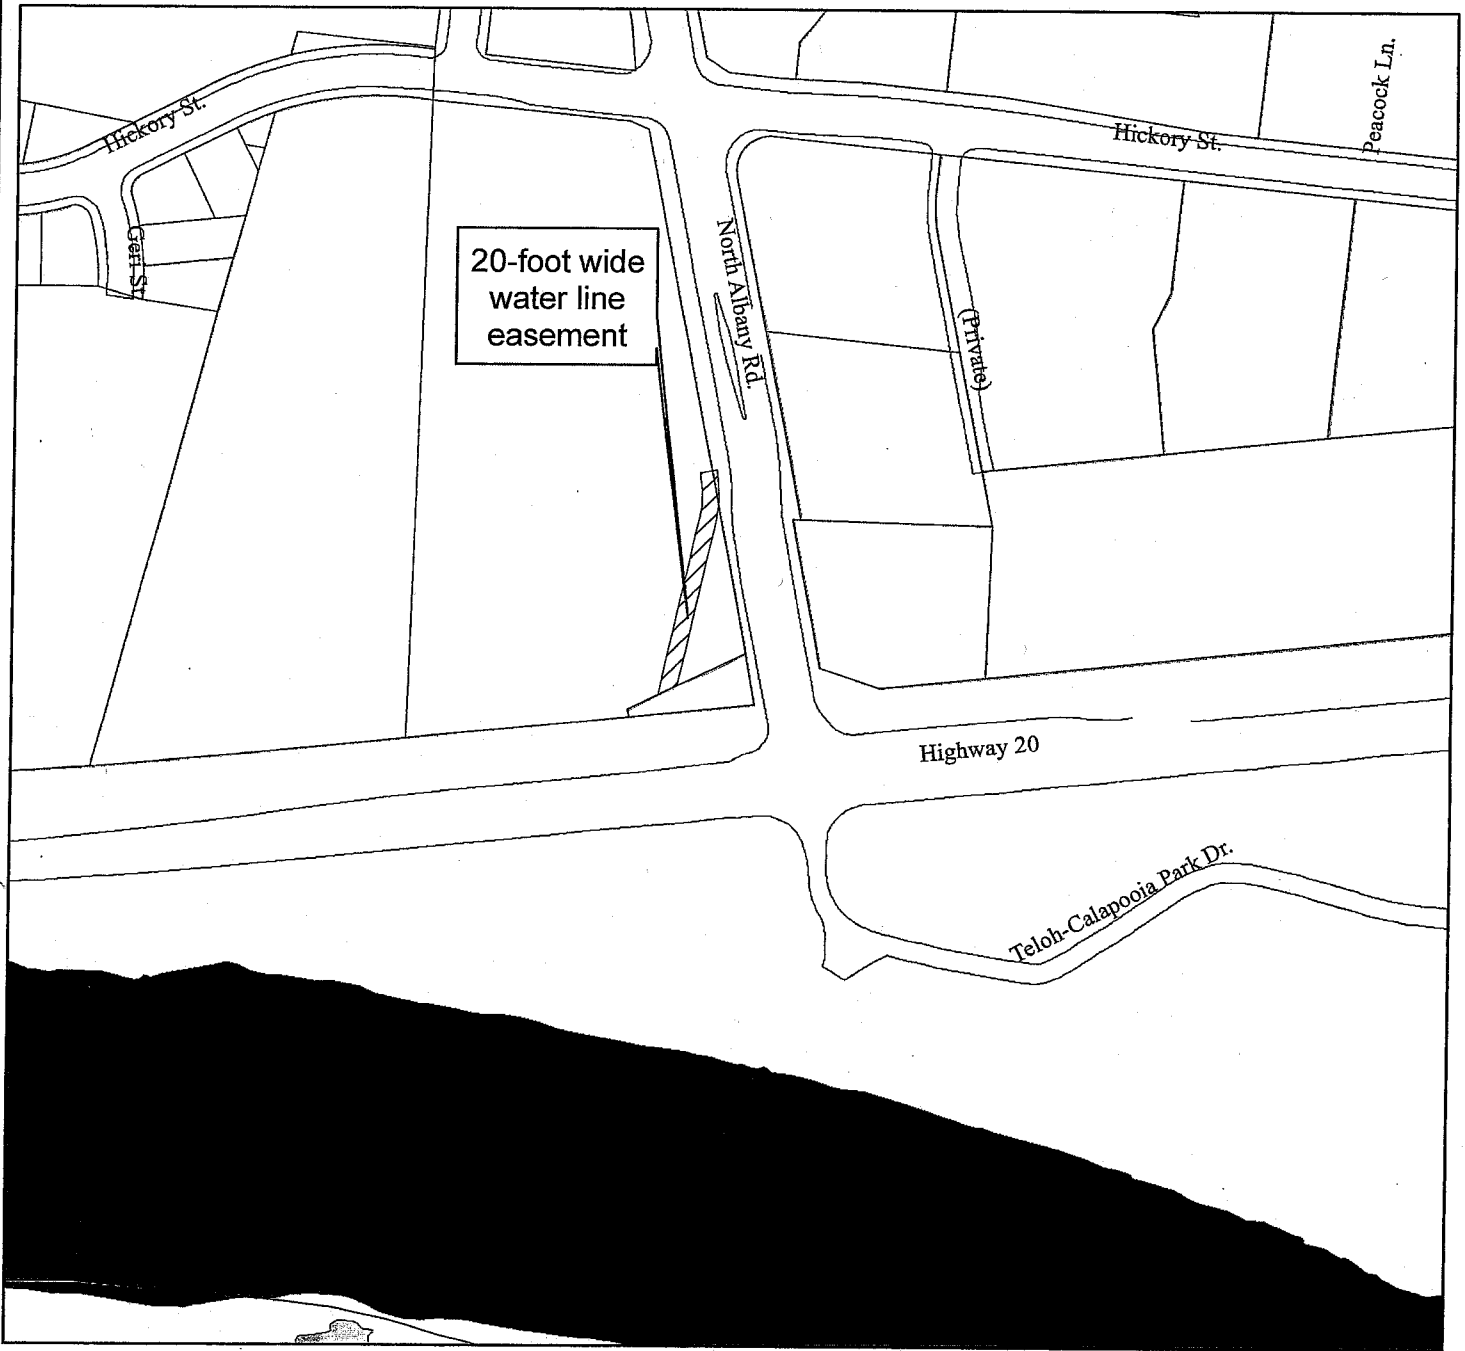 Hickory St.
Hickory St.
Peacock Ln.
Geri St.
20-foot wide
water line
easement
North Albany Rd.
(Private)
Highway 20
Teloh-Calapooia Park Dr.